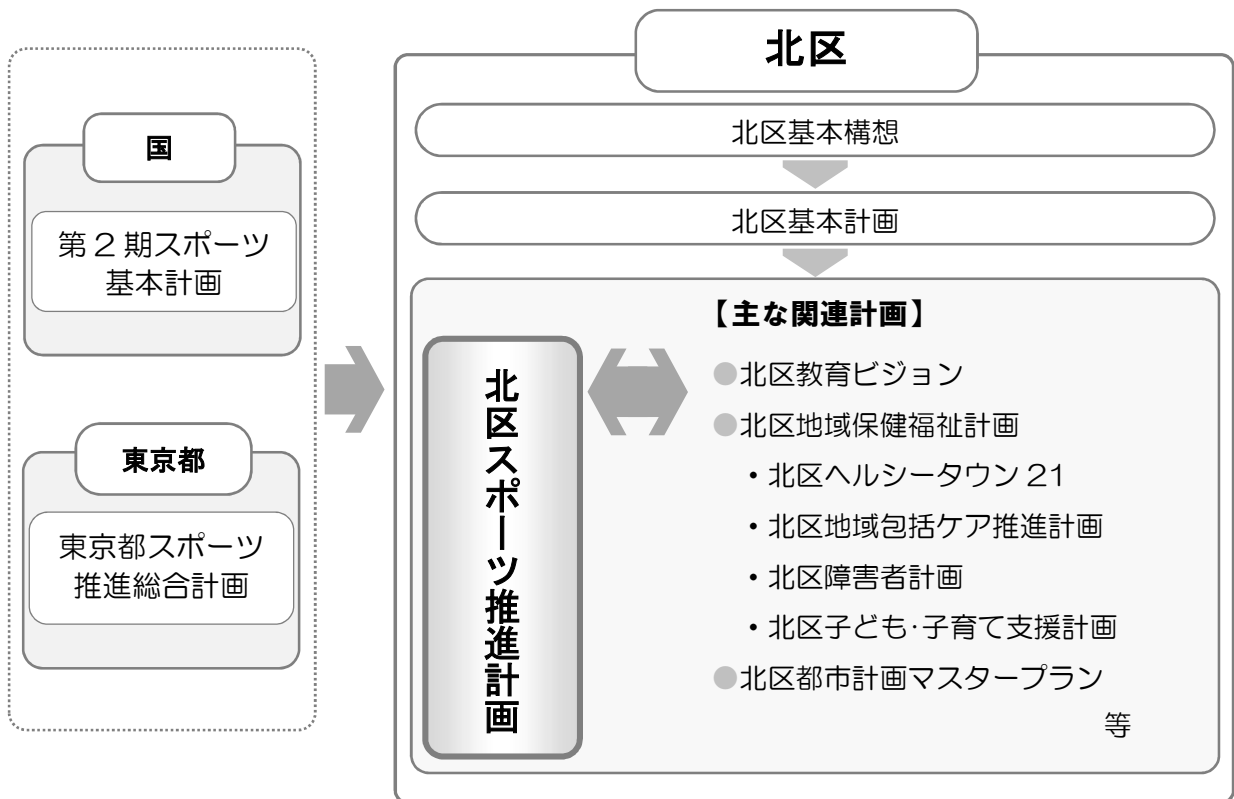 国
第２期スポーツ
基本計画
東京都
東京都スポーツ
推進総合計画
北区
北区基本構想
北区基本計画
北区スポーツ推進計画
【主な関連計画】
●北区教育ビジョン
●北区地域保健福祉計画
・北区ヘルシータウン 21
・北区地域包括ケア推進計画
・北区障害者計画
・北区子ども･子育て支援計画
●北区都市計画マスタープラン
等